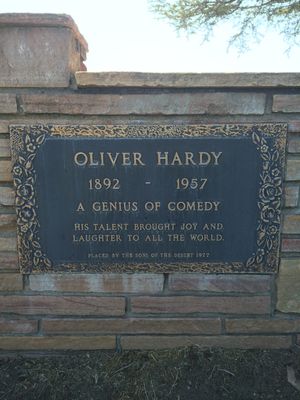 OLIVER HARDY
1892 - 1957
A GENIUS OF COMEDY
HIS TALENT BROUGHT JOY AND
LAUGHTER TO ALL THE WORLD.
PLACED BY THE SONS OF THE DESERT 1977